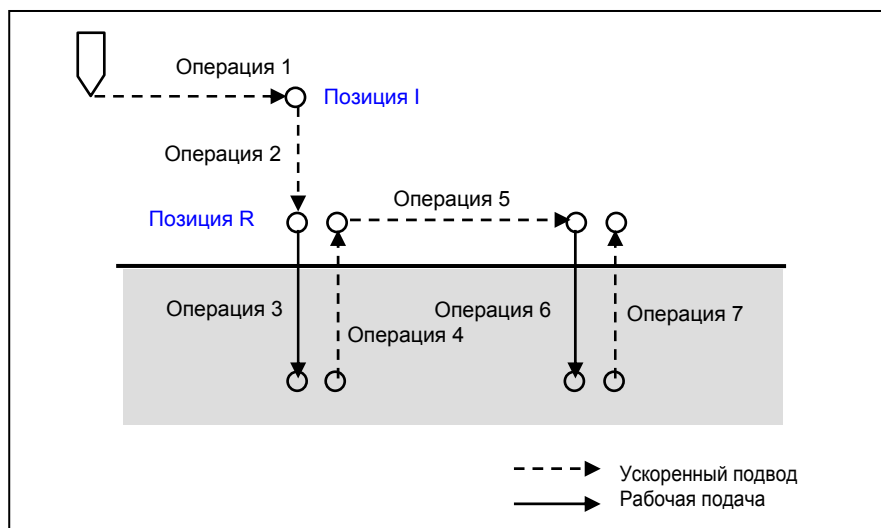 Операция 1
Позиция I
Операция 2
Операция 5
Позиция R
Операция 3
Операция 6
Операция 7
Операция 4
Ускоренный подвод
Рабочая подача